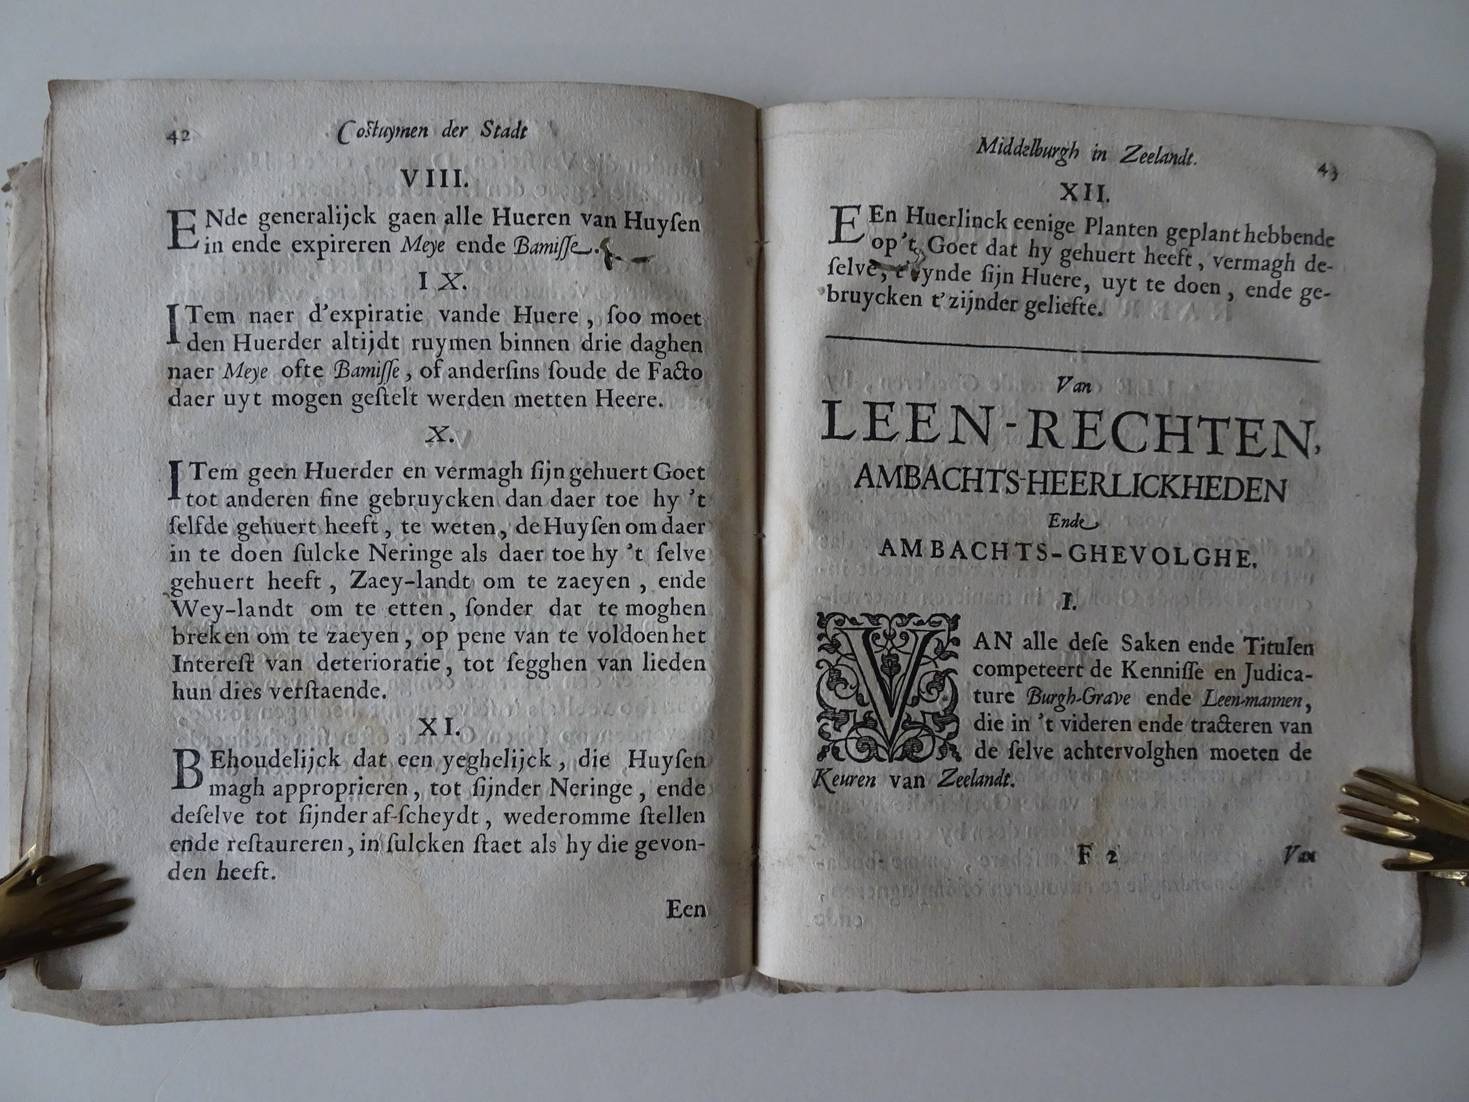 42 Costuymen der Stadt
VIII.
ENde generalijck gaen alle Hueren van Huysen
in ende expireren Meye ende Bamisse.
IX.
ITem naer d'expiratie vande Huere, soo moet
den Huerder altijdt ruymen binnen drie daghen
naer Meye ofte Bamisse, of andersins soude de Facto
daer uyt mogen gestelt werden metten Heere.
X.
ITem geen Huerder en vermagh sijn gehuert Goet
tot anderen fine gebruycken dan daer toe hy 't
selfde gehuert heeft, te weten, de Huysen om daer
in te doen sulcke Neringe als daer toe hy 't selve
gehuert heeft, Zaey-landt om te zaeyen, ende
Wey-landt om te etten, sonder dat te moghen
breken om te zaeyen, op pene van te voldoen het
Interest van deterioratie, tot segghen van lieden
hun dies verstaende.
XI.
BEhoudelijck dat een yeghelijck, die Huysen
magh approprieren, tot sijnder Neringe, ende
deselve tot sijnder af-scheydt, wederomme stellen
ende restaureren, in sulcken staet als hy die gevon-
den heeft.
Een
Middelburgh in Zeelandt. 43
XII.
EEn Huerlinck eenige Planten geplant hebbende
op 't Goet dat hy gehuert heeft, vermagh de-
selve, t'eynde sijn Huere, uyt te doen, ende ge-
bruycken t'zijnder geliefte.
Van
LEEN-RECHTEN,
AMBACHTS-HEERLICKHEDEN
Ende
AMBACHTS-GHEVOLGHE.
I.
VAN alle dese Saken ende Titulen
competeert de Kennisse en Judica-
ture Burgh-Grave ende Leen-mannen,
die in 't videren ende tracteren van
de selve achtervolghen moeten de
Keuren van Zeelandt.
F 2 Van